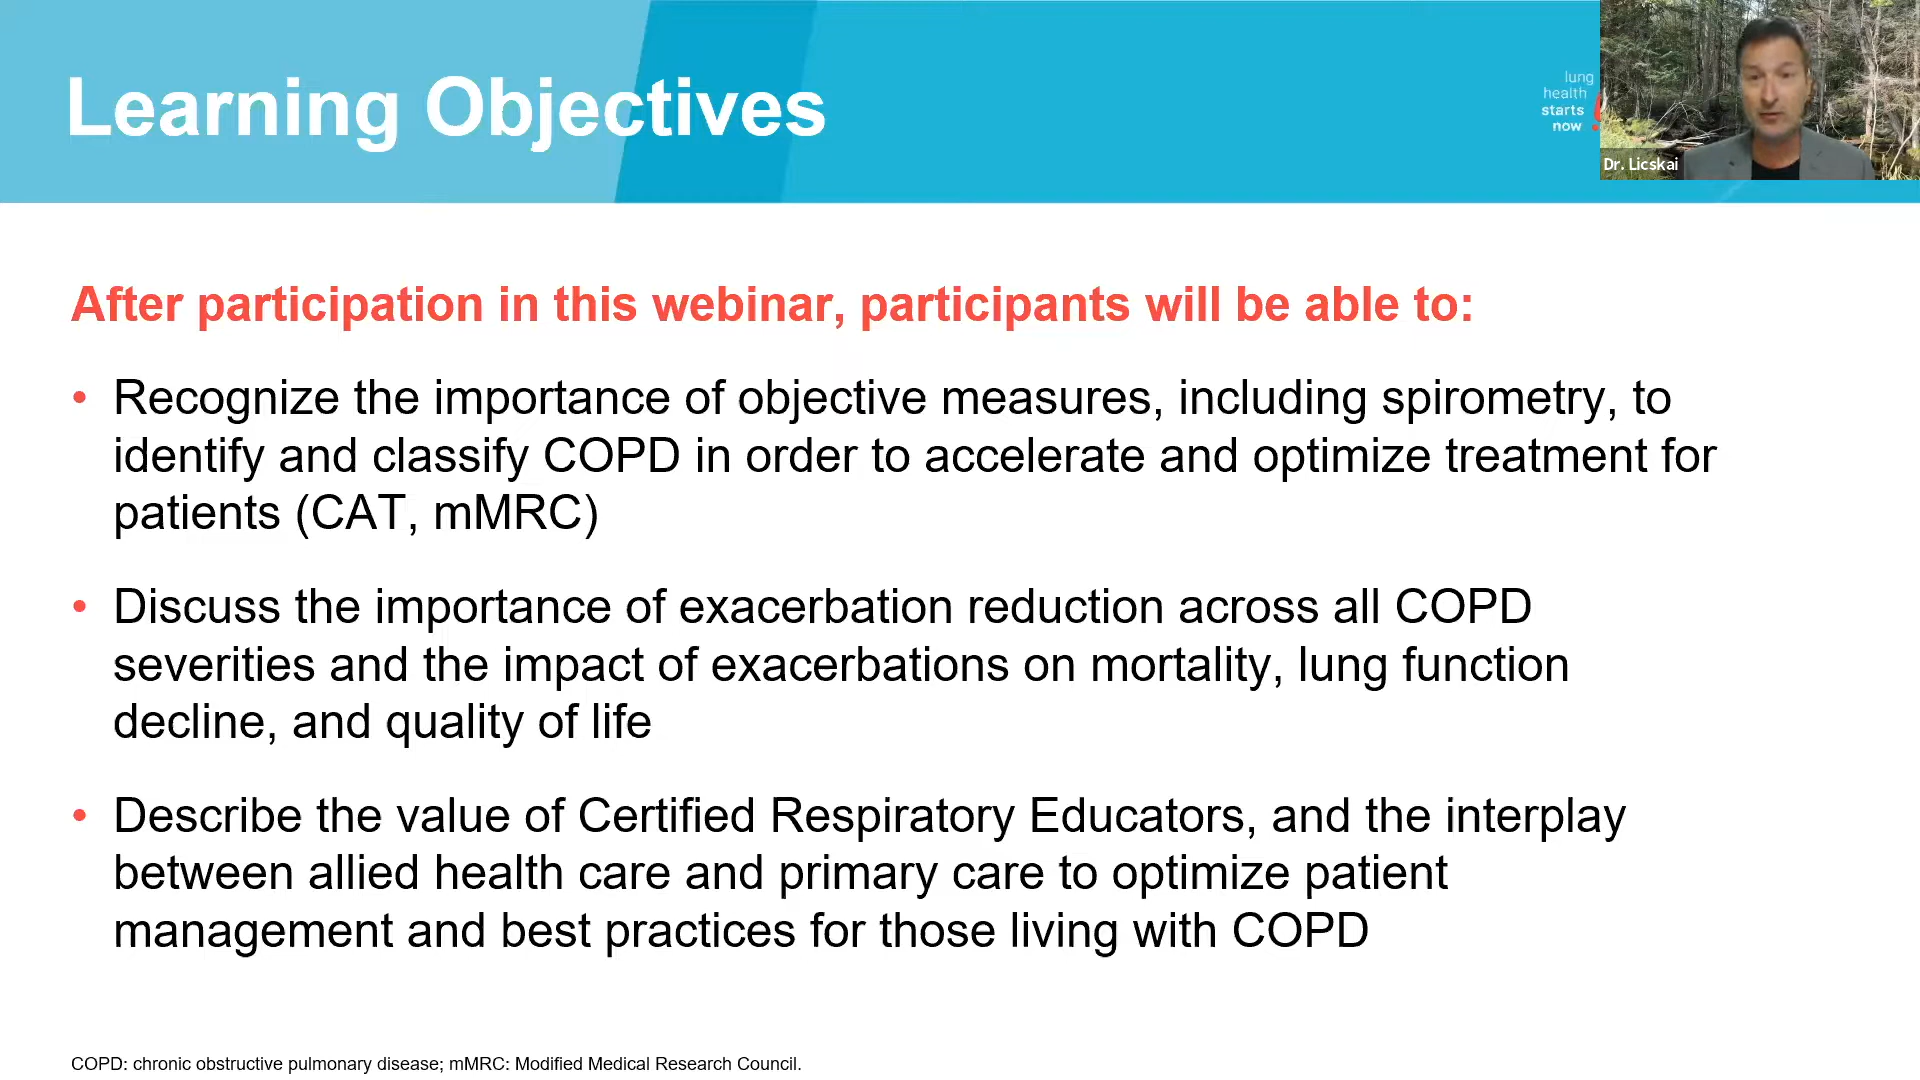 Learning Objectives
lung
health
starts
now
Dr. Licskai
After participation in this webinar, participants will be able to:
• Recognize the importance of objective measures, including spirometry, to
identify and classify COPD in order to accelerate and optimize treatment for
patients (CAT, mMRC)
• Discuss the importance of exacerbation reduction across all COPD
severities and the impact of exacerbations on mortality, lung function
decline, and quality of life
• Describe the value of Certified Respiratory Educators, and the interplay
between allied health care and primary care to optimize patient
management and best practices for those living with COPD
COPD: chronic obstructive pulmonary disease; mMRC: Modified Medical Research Council.